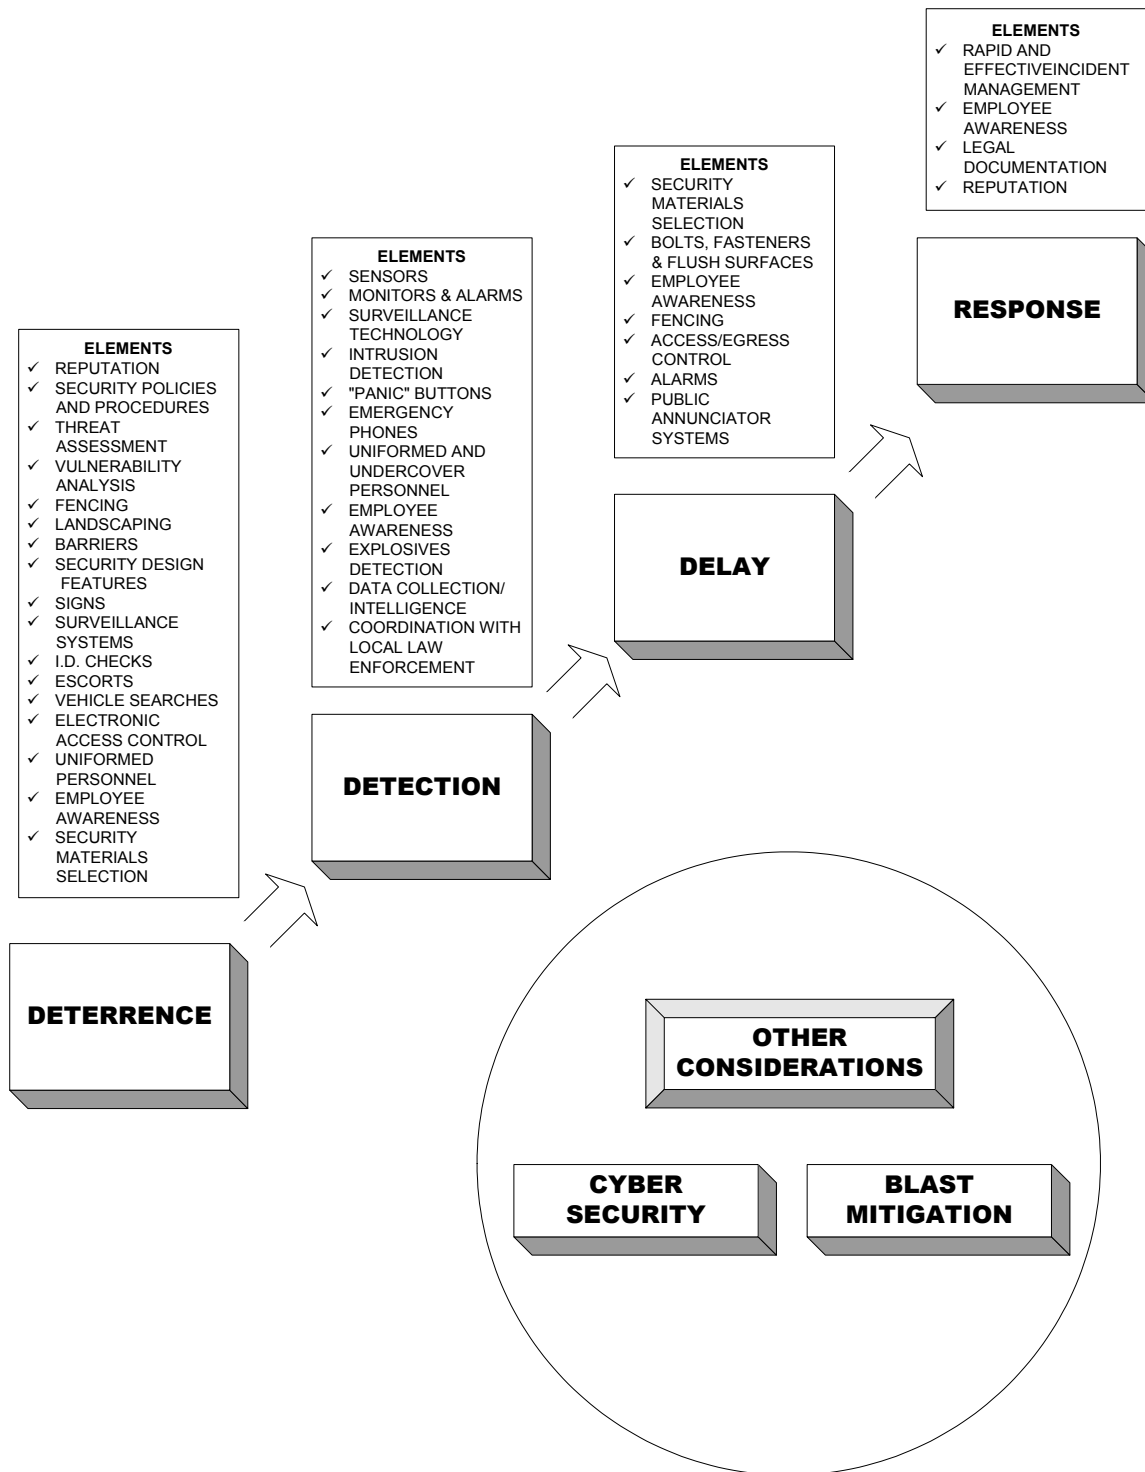 ELEMENTS
✓ RAPID AND
EFFECTIVEINCIDENT
MANAGEMENT
✓ EMPLOYEE
AWARENESS
✓ LEGAL
DOCUMENTATION
✓ REPUTATION
RESPONSE
ELEMENTS
✓ SECURITY
MATERIALS
SELECTION
✓ BOLTS, FASTENERS
& FLUSH SURFACES
✓ EMPLOYEE
AWARENESS
✓ FENCING
✓ ACCESS/EGRESS
CONTROL
✓ ALARMS
✓ PUBLIC
ANNUNCIATOR
SYSTEMS
DELAY
ELEMENTS
✓ SENSORS
✓ MONITORS & ALARMS
✓ SURVEILLANCE
TECHNOLOGY
✓ INTRUSION
DETECTION
✓ "PANIC" BUTTONS
✓ EMERGENCY
PHONES
✓ UNIFORMED AND
UNDERCOVER
PERSONNEL
✓ EMPLOYEE
AWARENESS
✓ EXPLOSIVES
DETECTION
✓ DATA COLLECTION/
INTELLIGENCE
✓ COORDINATION WITH
LOCAL LAW
ENFORCEMENT
DETECTION
ELEMENTS
✓ REPUTATION
✓ SECURITY POLICIES
AND PROCEDURES
✓ THREAT
ASSESSMENT
✓ VULNERABILITY
ANALYSIS
✓ FENCING
✓ LANDSCAPING
✓ BARRIERS
✓ SECURITY DESIGN
FEATURES
✓ SIGNS
✓ SURVEILLANCE
SYSTEMS
✓ I.D. CHECKS
✓ ESCORTS
✓ VEHICLE SEARCHES
✓ ELECTRONIC
ACCESS CONTROL
✓ UNIFORMED
PERSONNEL
✓ EMPLOYEE
AWARENESS
✓ SECURITY
MATERIALS
SELECTION
DETERRENCE
OTHER
CONSIDERATIONS
CYBER
SECURITY
BLAST
MITIGATION